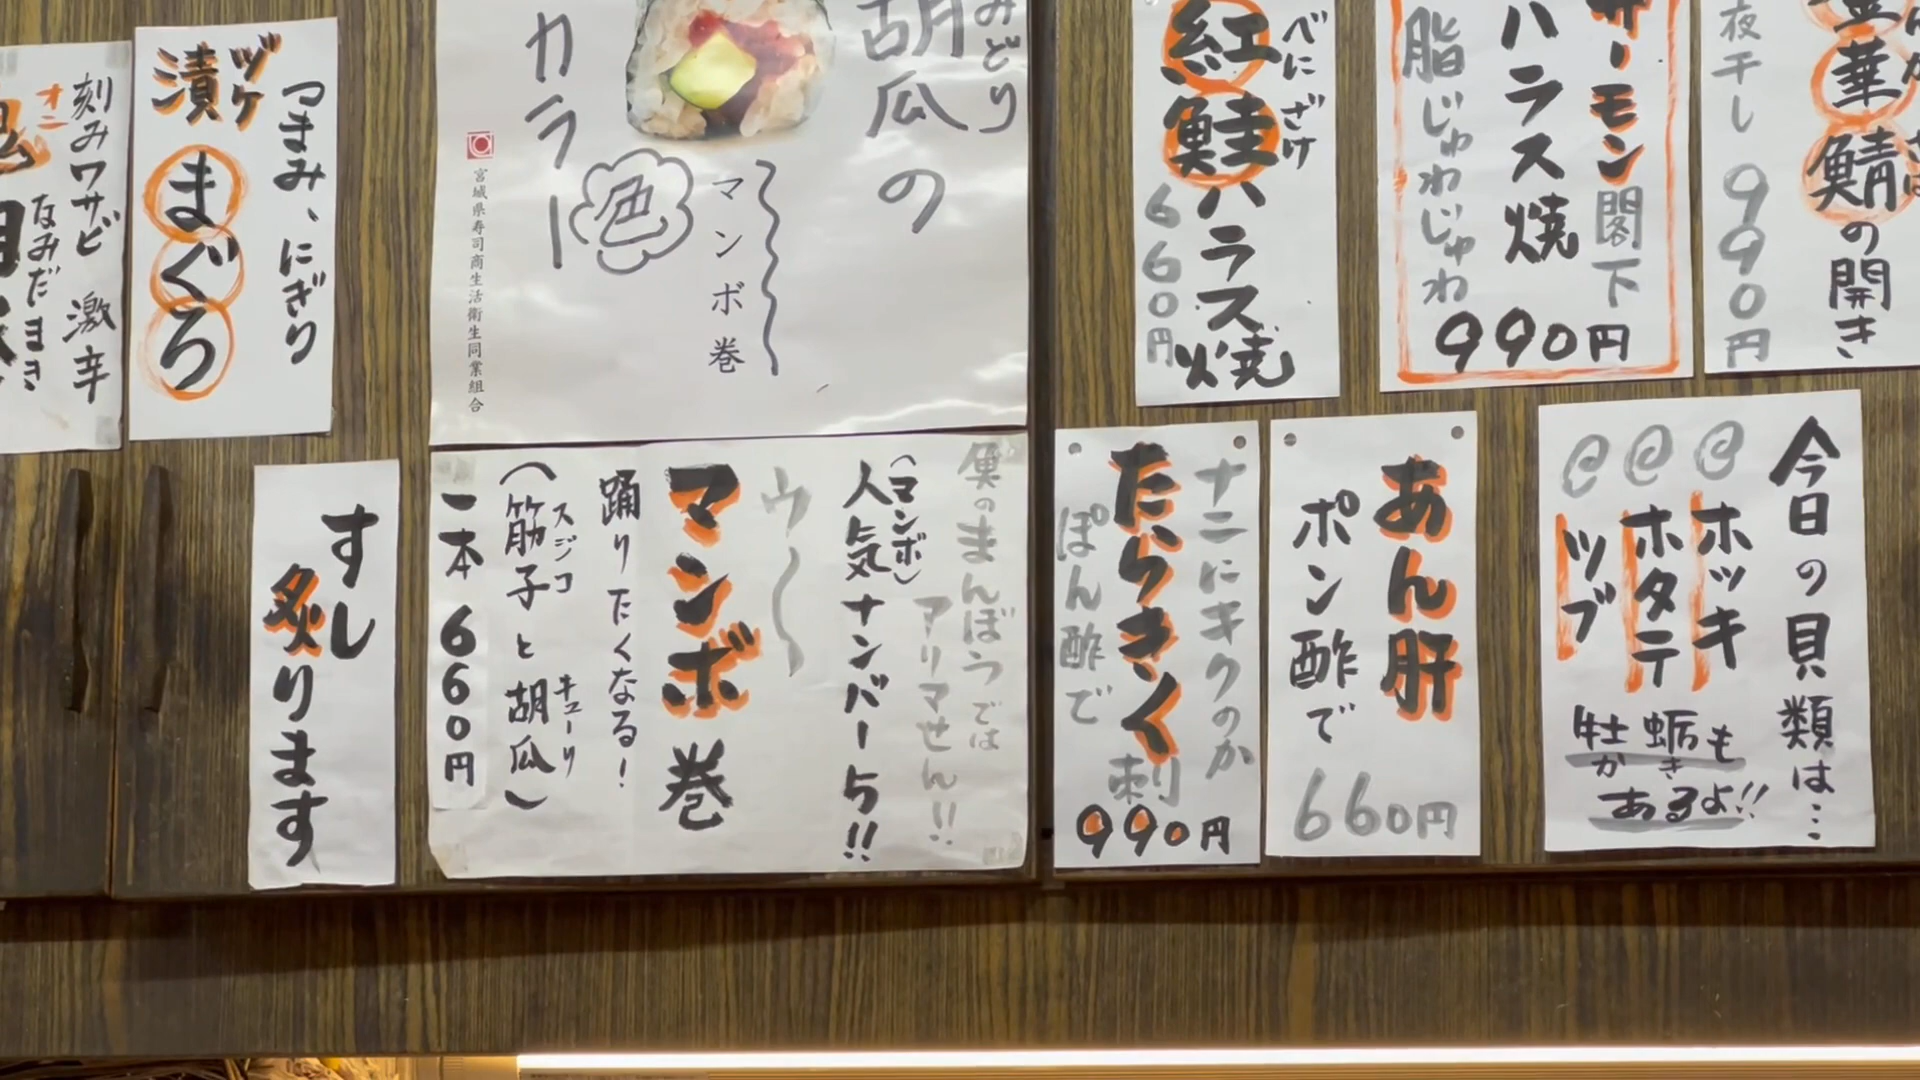 夜干し
990円
華
鯖の開き
サーモン
閣下
ハラス焼
脂じゅわじゅわ
990円
べにざけ
紅鮭
ハラス焼
660円
みどり
胡瓜の
カラー
色
マンボ巻
宮城県寿司商生活衛生同業組合
つまみ、にぎり
ヅケ
漬
まぐろ
刻みワサビ 激辛
オニ
なみだ
今日の貝類は…
ホッキ
ホタテ
ツブ
牡蛎も
かき
あるよ!!
あん肝
ポン酢で
660円
ナニにキクのか
たらきく
刺
ぽん酢で
990円
魚のまんぼうでは
アリマせん!!
(マンボ)
人気ナンバー5!!
ウ〜
マンボ巻
踊りたくなる!
スジコ キューリ
(筋子と胡瓜)
一本 660円
すし
炙ります